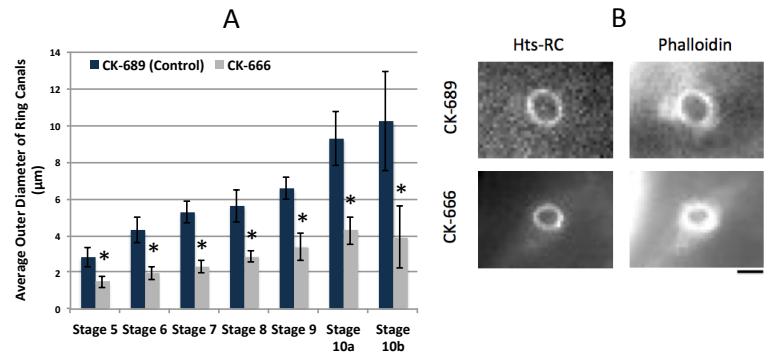 A
CK-689 (Control) CK-666
Average Outer Diameter of Ring Canals
(μm)
14
12
10
8
6
4
2
0
* * * * * * *
Stage 5 Stage 6 Stage 7 Stage 8 Stage 9 Stage 10a Stage 10b
B
Hts-RC Phalloidin
CK-689
CK-666